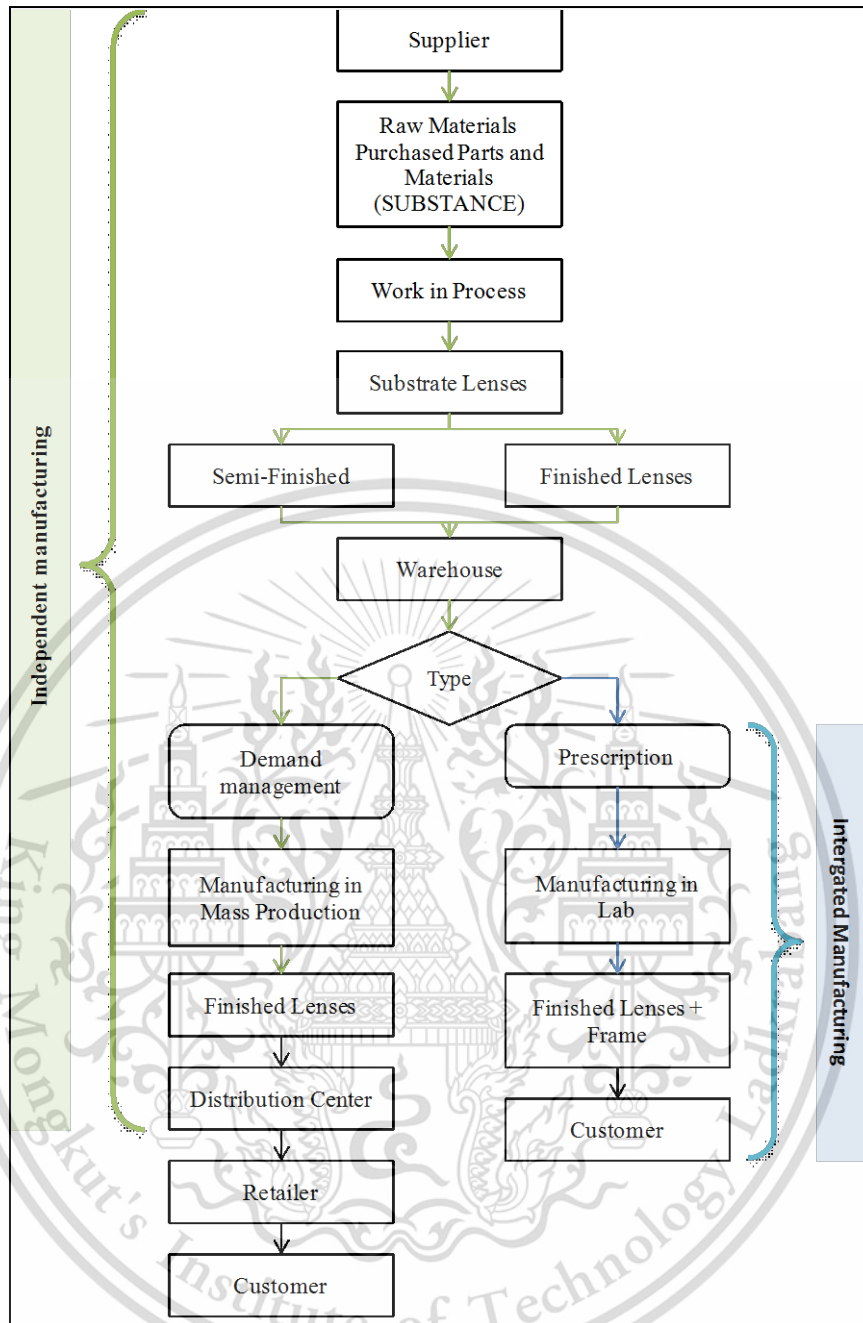 Supplier
Raw Materials
Purchased Parts and
Materials
(SUBSTANCE)
Work in Process
Substrate Lenses
Semi-Finished
Finished Lenses
Warehouse
Type
Demand
management
Prescription
Manufacturing in
Mass Production
Manufacturing in
Lab
Finished Lenses
Finished Lenses +
Frame
Distribution Center
Customer
Retailer
Customer
Independent manufacturing
Intergated Manufacturing
King Mongkut's Institute of Technology Ladkrabang